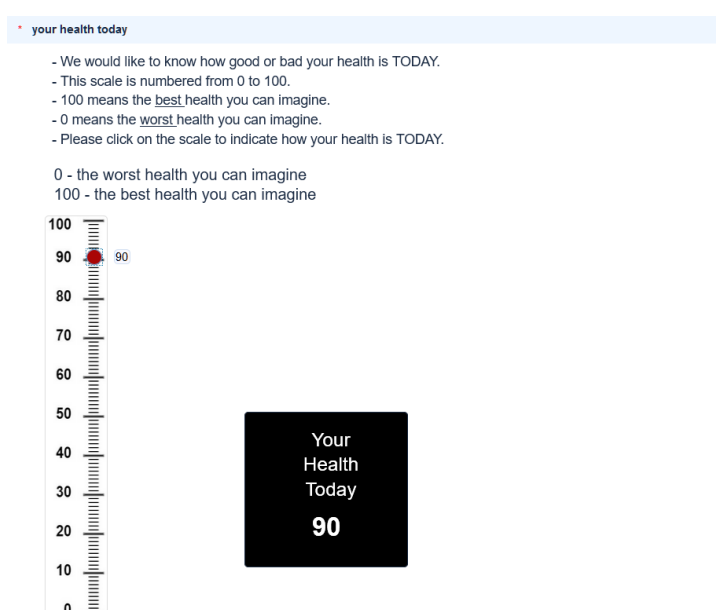 * your health today
- We would like to know how good or bad your health is TODAY.
- This scale is numbered from 0 to 100.
- 100 means the best health you can imagine.
- 0 means the worst health you can imagine.
- Please click on the scale to indicate how your health is TODAY.
0 - the worst health you can imagine
100 - the best health you can imagine
100
90 90
80
70
60
50
40
30
20
10
0
Your
Health
Today
90